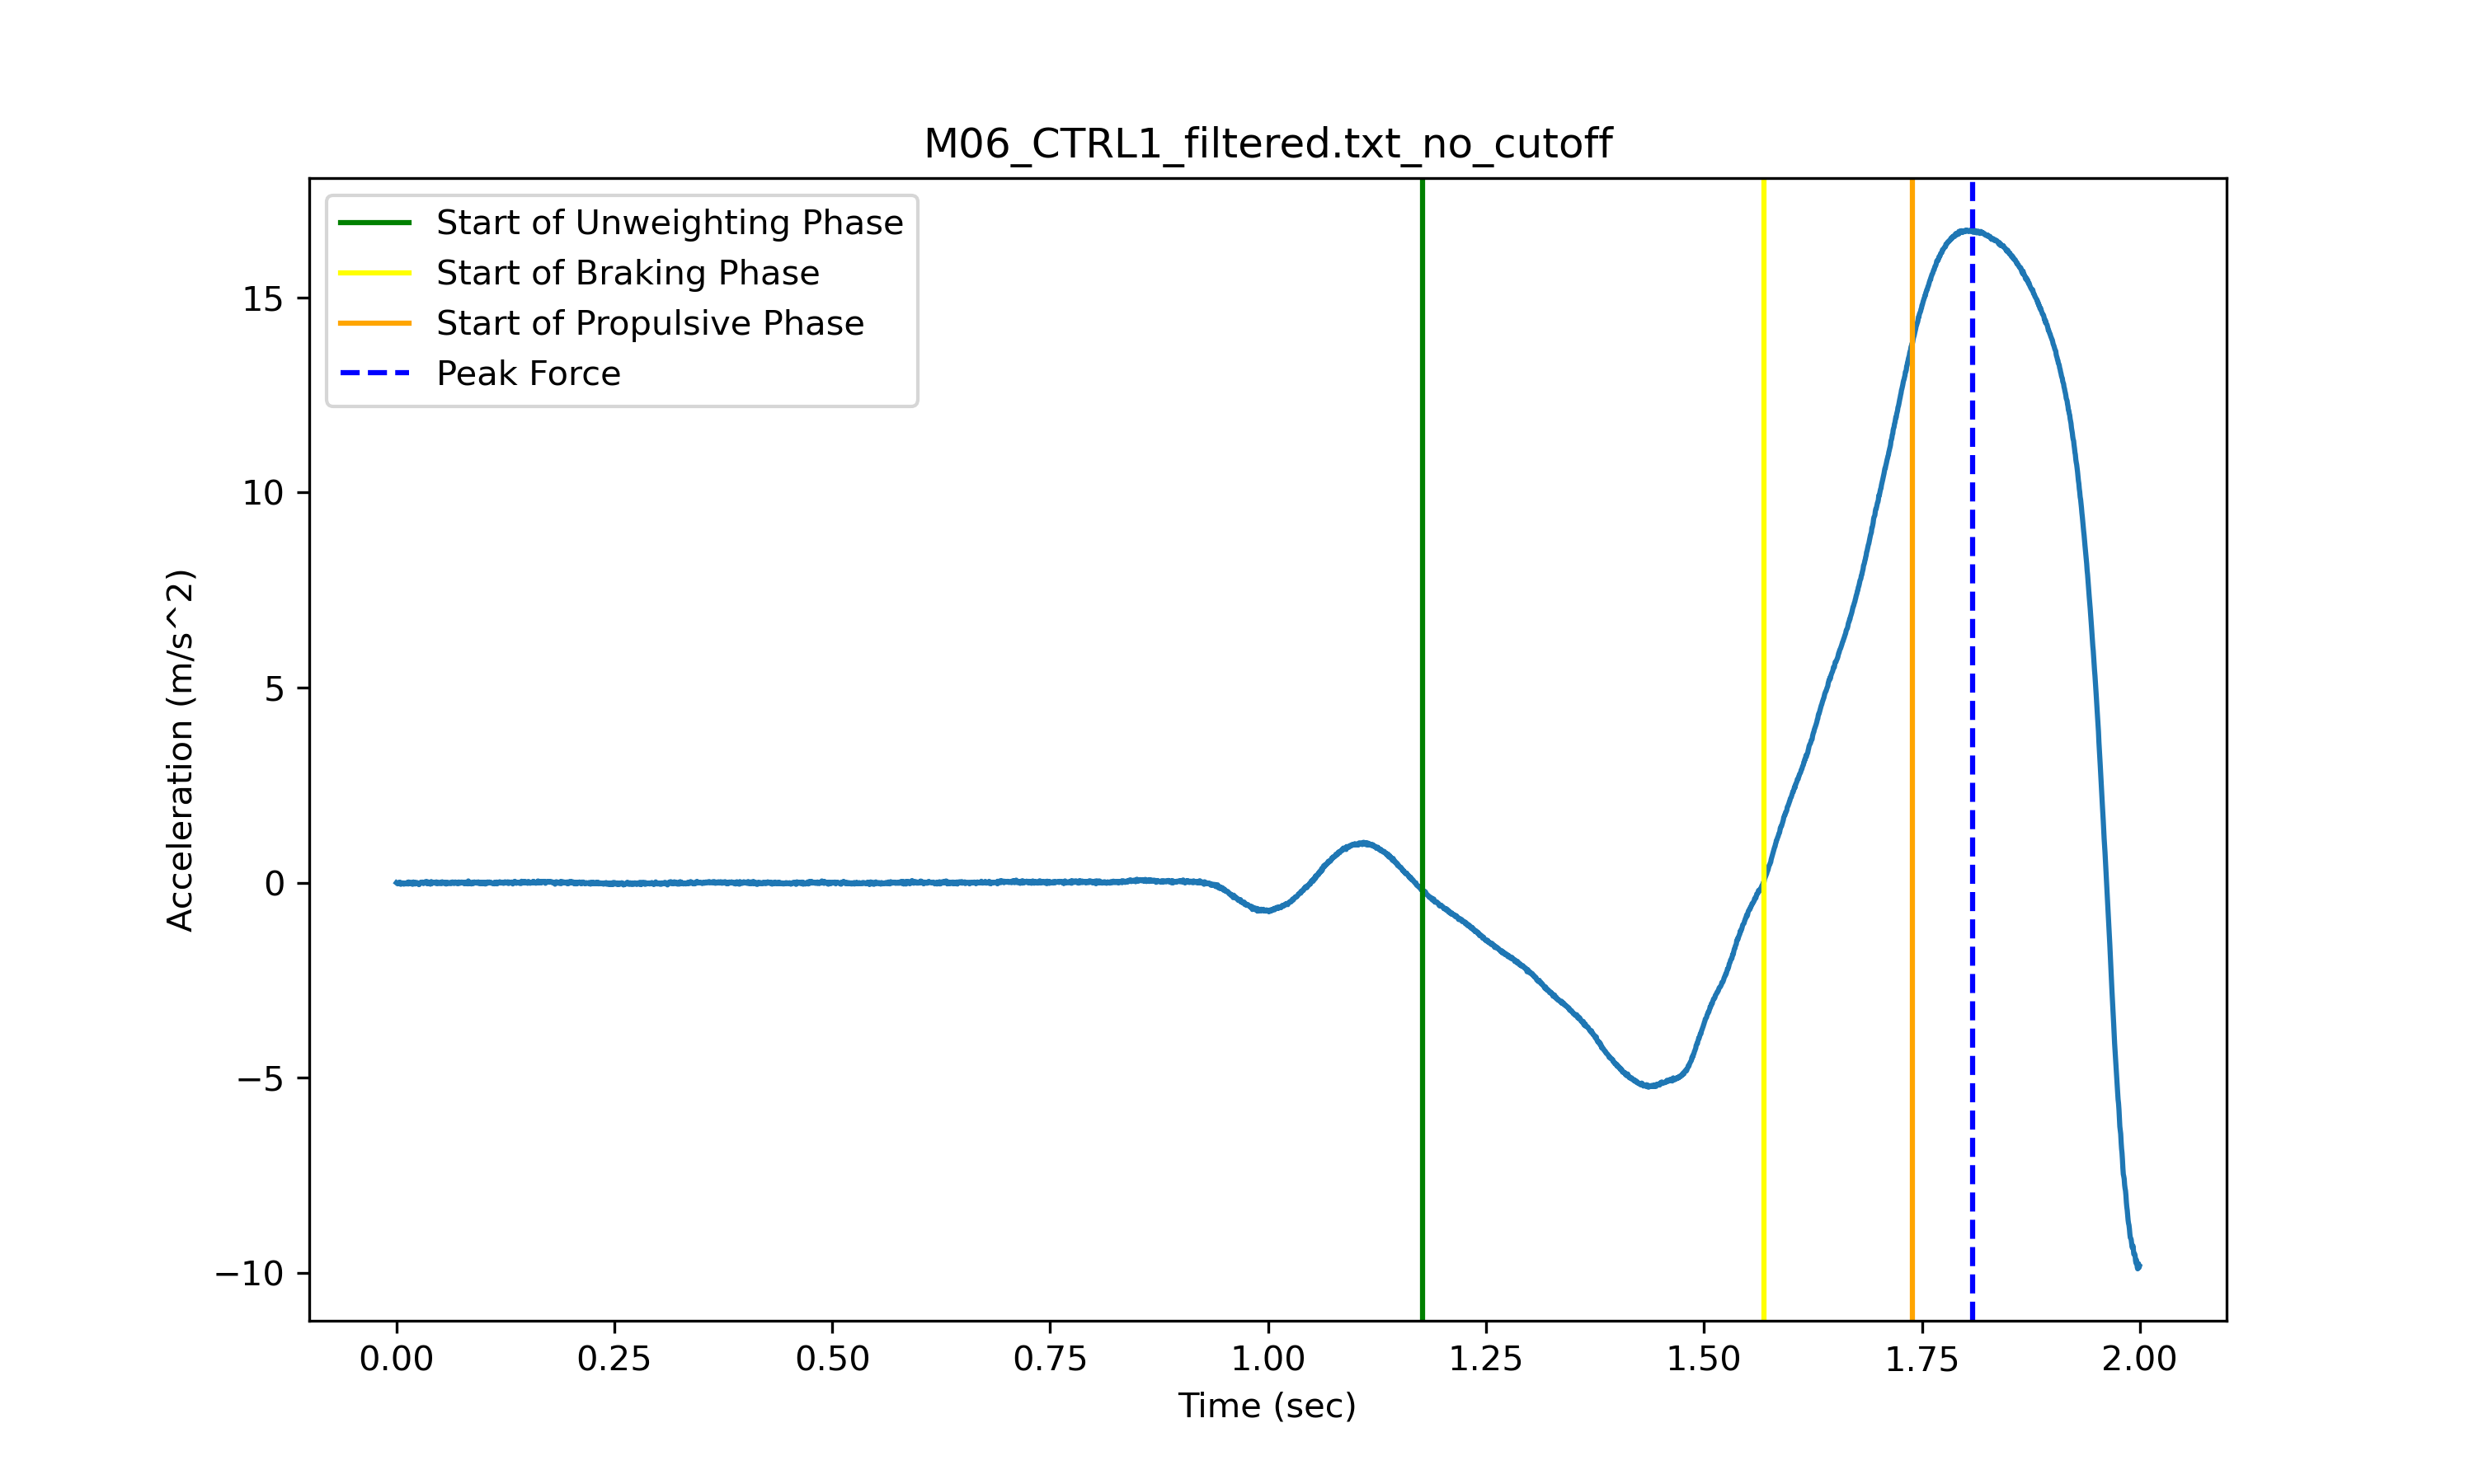 M06_CTRL1_filtered.txt_no_cutoff
Start of Unweighting Phase
Start of Braking Phase
Start of Propulsive Phase
Peak Force
15
10
5
0
−5
−10
Acceleration (m/s^2)
0.00 0.25 0.50 0.75 1.00 1.25 1.50 1.75 2.00
Time (sec)